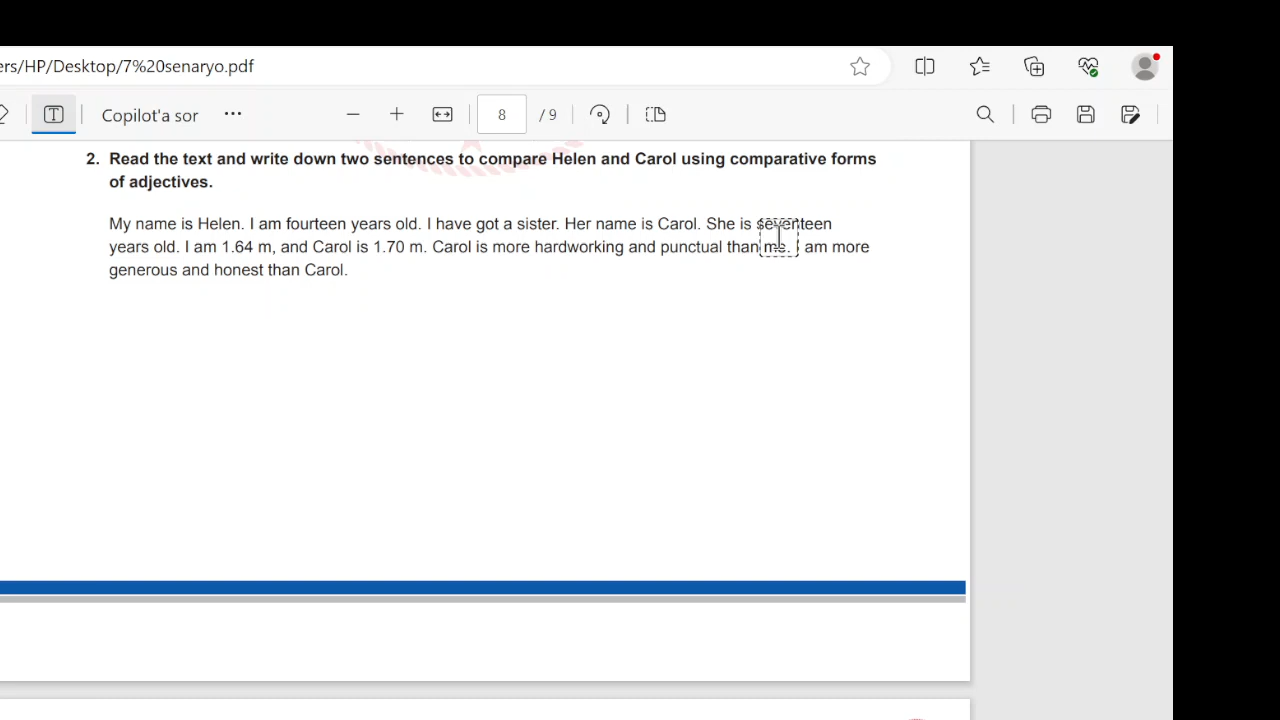 ers/HP/Desktop/7%20senaryo.pdf
Copilot'a sor ... 8 / 9
2. Read the text and write down two sentences to compare Helen and Carol using comparative forms
of adjectives.
My name is Helen. I am fourteen years old. I have got a sister. Her name is Carol. She is seventeen
years old. I am 1.64 m, and Carol is 1.70 m. Carol is more hardworking and punctual than me. I am more
generous and honest than Carol.